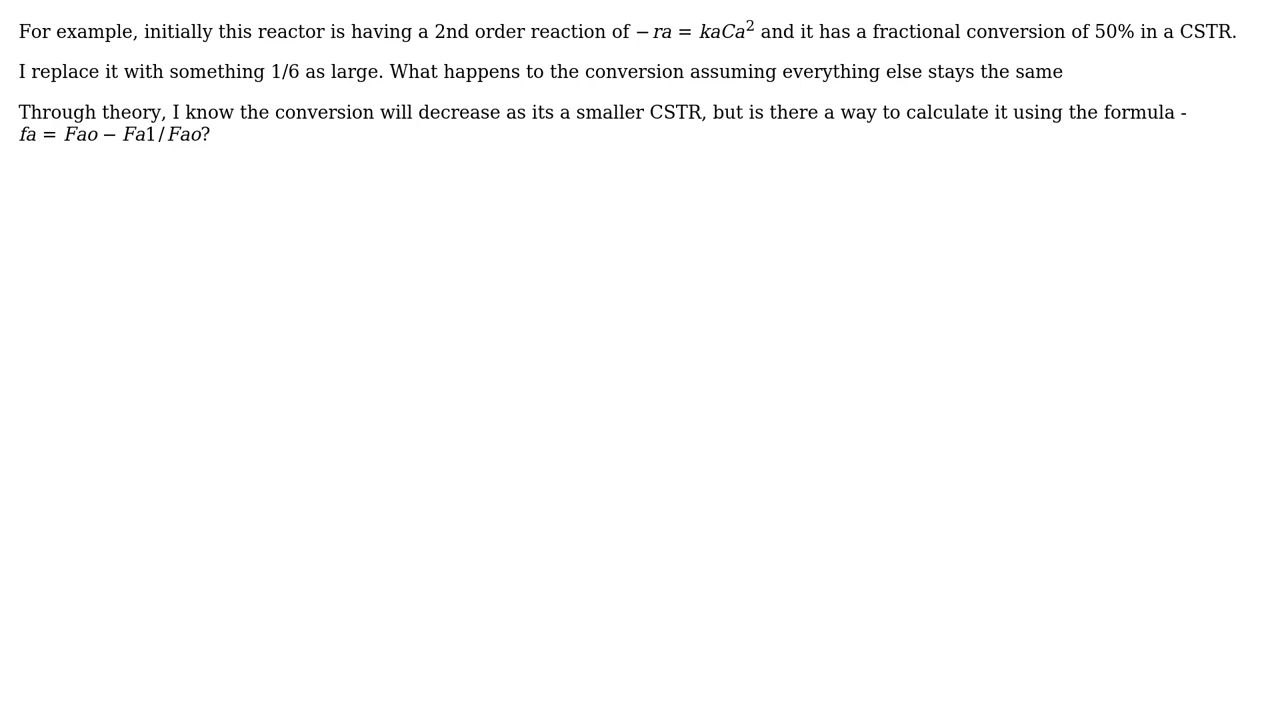 For example, initially this reactor is having a 2nd order reaction of −ra = kaCa² and it has a fractional conversion of 50% in a CSTR.
I replace it with something 1/6 as large. What happens to the conversion assuming everything else stays the same
Through theory, I know the conversion will decrease as its a smaller CSTR, but is there a way to calculate it using the formula -
fa = Fao − Fa1/Fao?